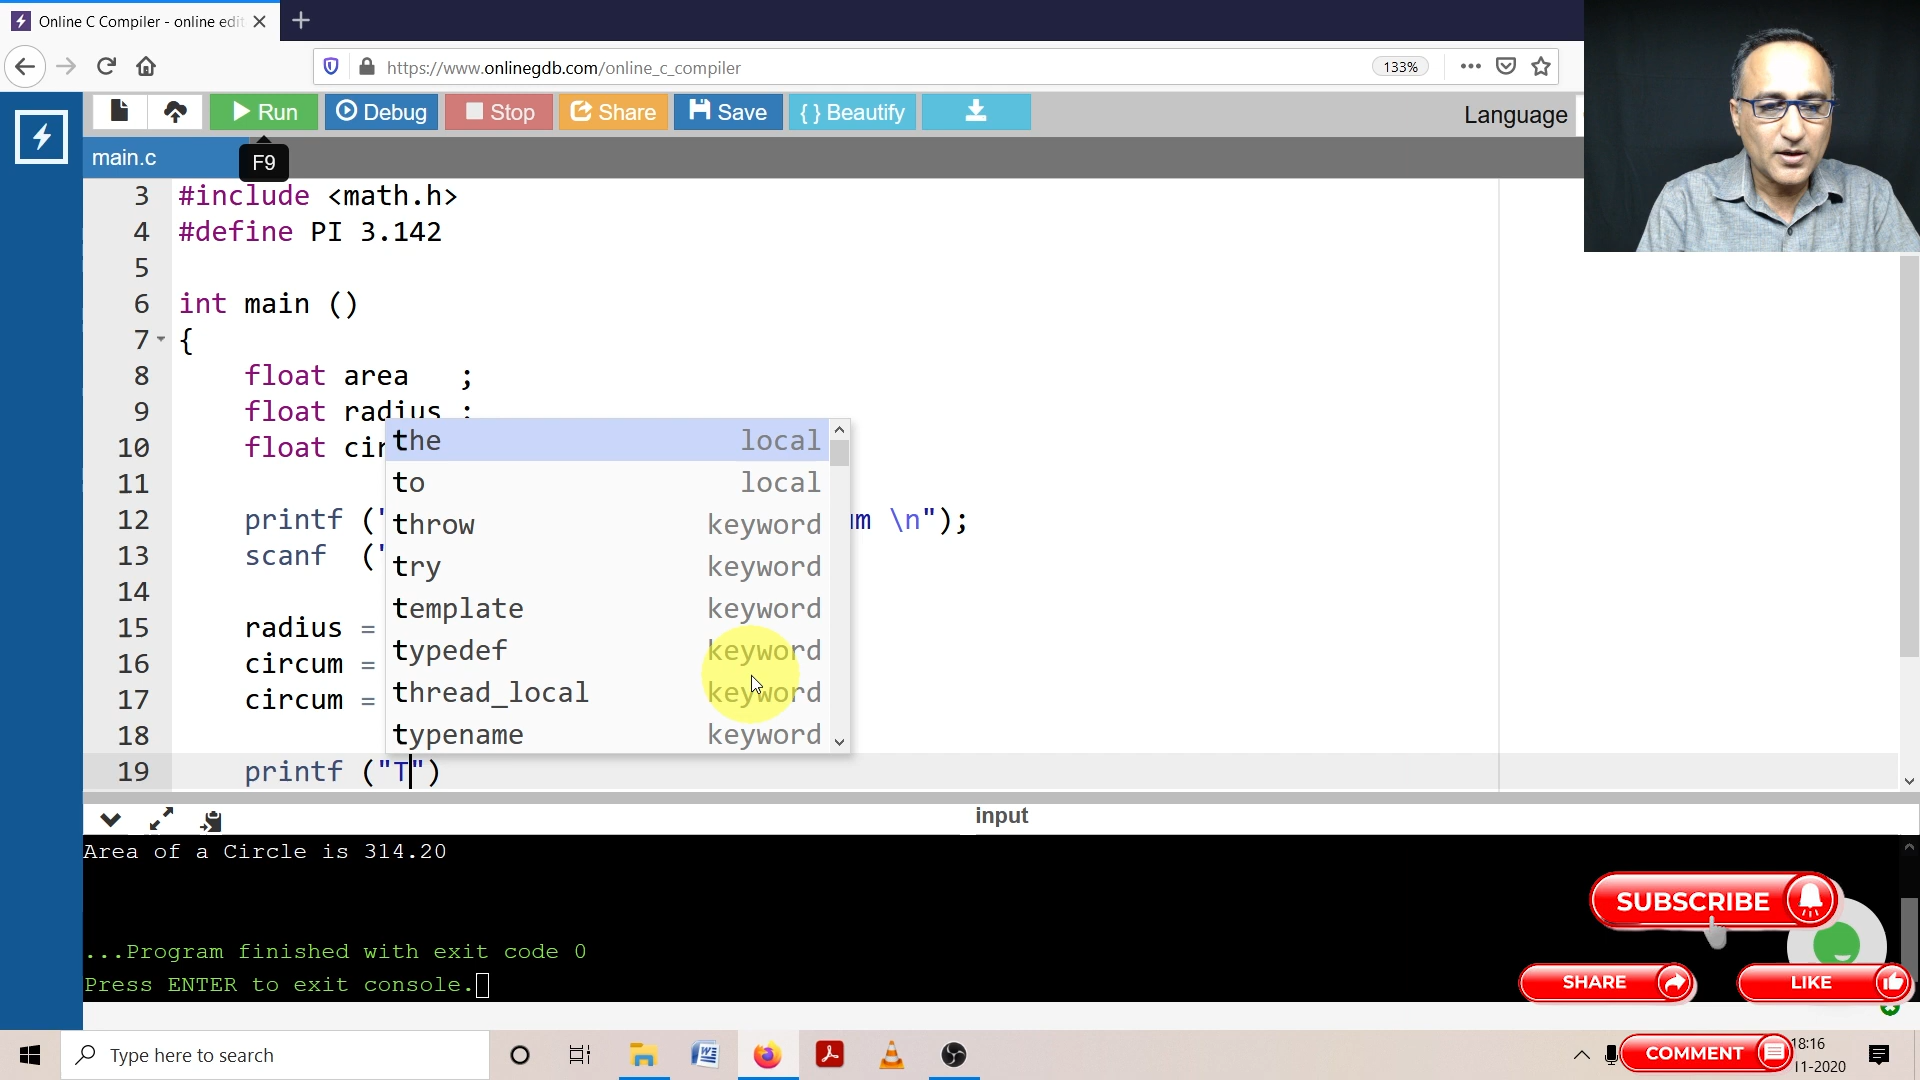 Online C Compiler - online edit
https://www.onlinegdb.com/online_c_compiler
133%
Run
Debug
Stop
Share
Save
{ } Beautify
Language
main.c
F9
3 #include <math.h>
4 #define PI 3.142
5
6 int main ()
7 {
8 float area ;
9 float radius ;
10 float cir
11
12 printf (" m \n");
13 scanf ("
14
15 radius =
16 circum =
17 circum =
18
19 printf ("T")
the local
to local
throw keyword
try keyword
template keyword
typedef keyword
thread_local keyword
typename keyword
input
Area of a Circle is 314.20
...Program finished with exit code 0
Press ENTER to exit console.
SUBSCRIBE
SHARE
LIKE
COMMENT
Type here to search
18:16
11-2020